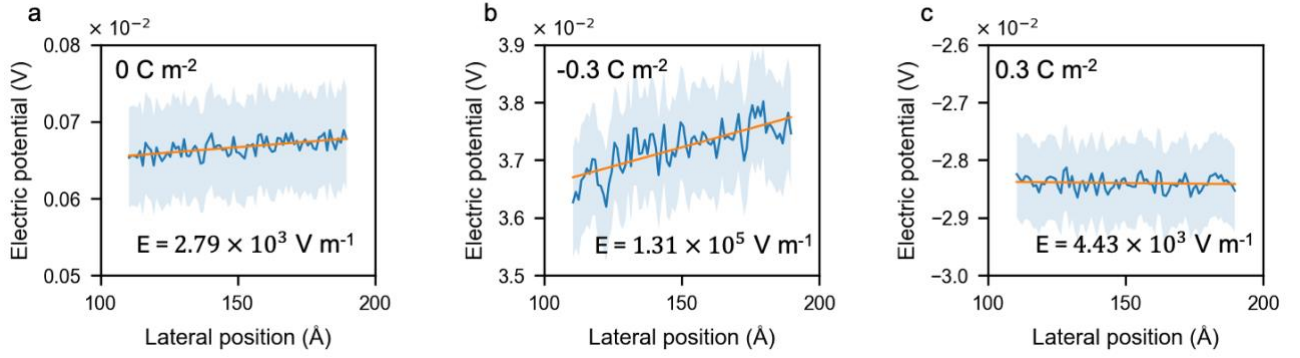 a
× 10⁻²
0.08
0.07
0.06
0.05
Electric potential (V)
0 C m⁻²
E = 2.79 × 10³ V m⁻¹
100
150
200
Lateral position (Å)
b
× 10⁻²
3.9
3.8
3.7
3.6
3.5
Electric potential (V)
-0.3 C m⁻²
E = 1.31 × 10⁵ V m⁻¹
100
150
200
Lateral position (Å)
c
× 10⁻²
−2.6
−2.7
−2.8
−2.9
−3.0
Electric potential (V)
0.3 C m⁻²
E = 4.43 × 10³ V m⁻¹
100
150
200
Lateral position (Å)